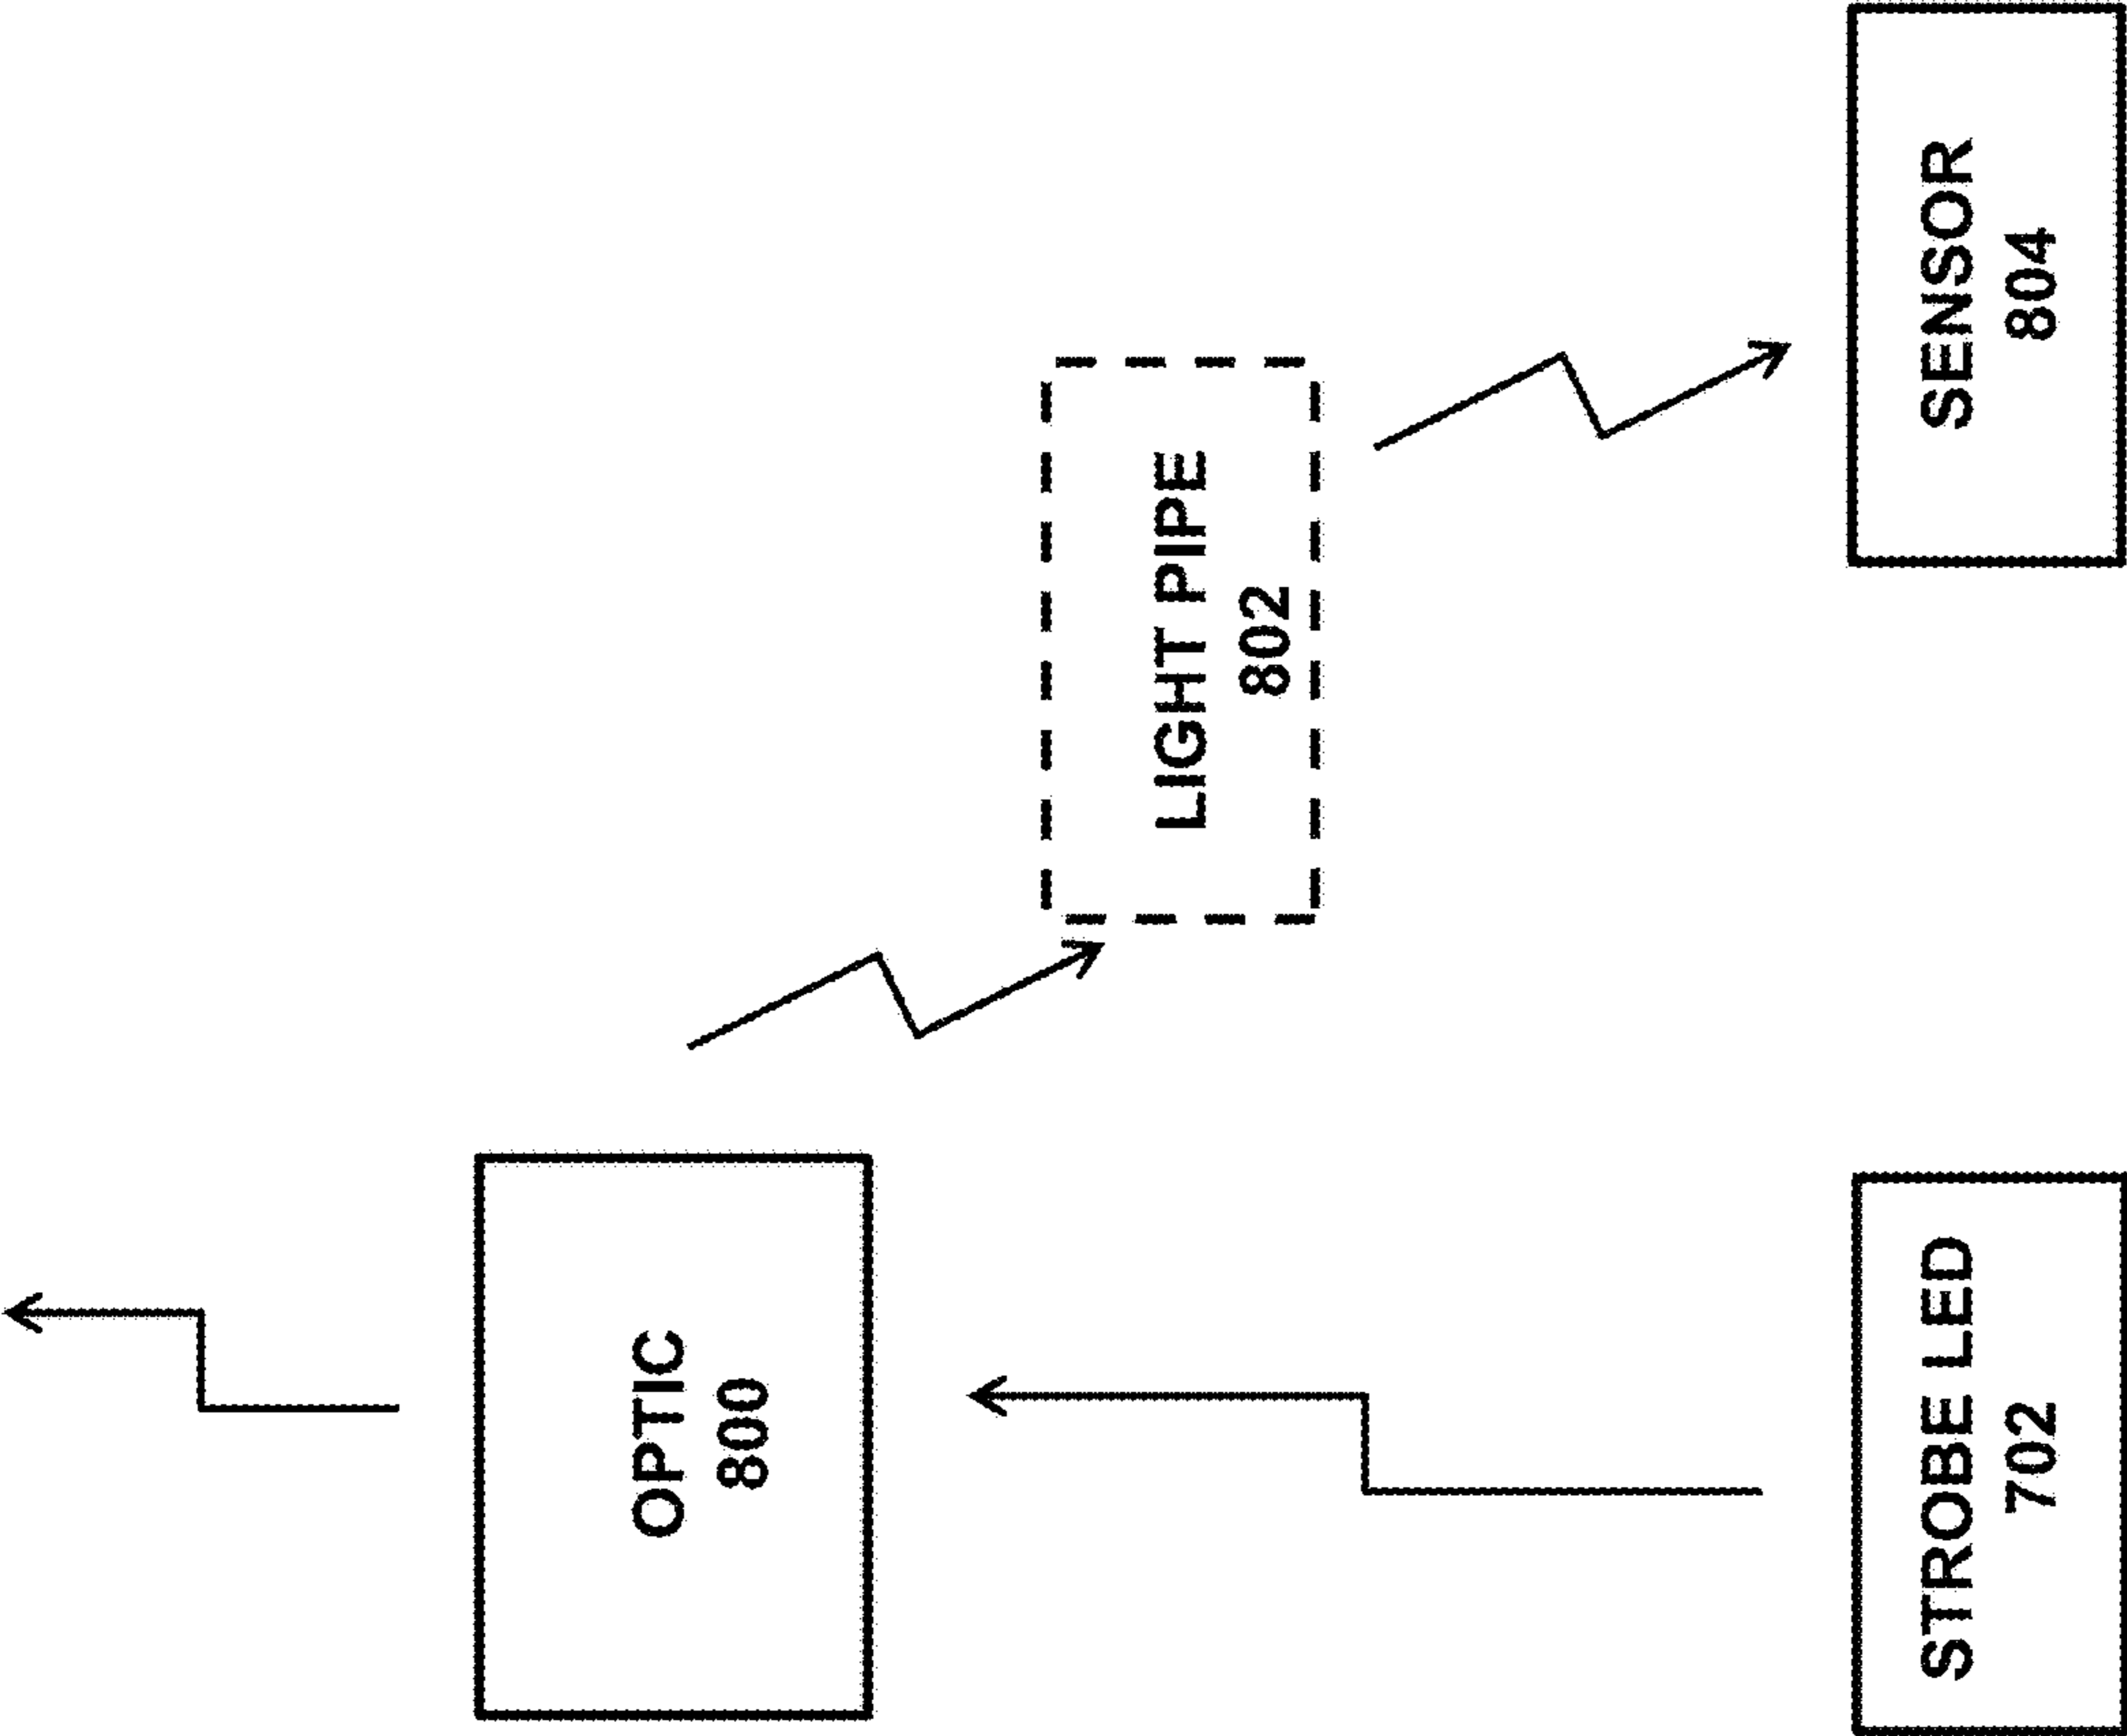 OPTIC
800
LIGHT PIPE
802
STROBE LED
702
SENSOR
804